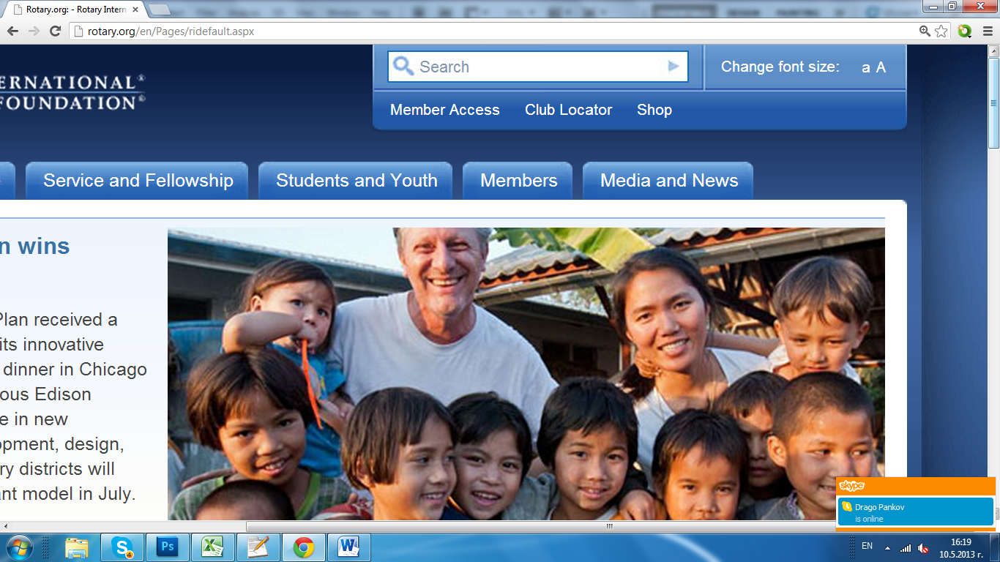 Rotary.org: - Rotary Intern
rotary.org/en/Pages/ridefault.aspx
Search
Change font size: a A
ERNATIONAL®
FOUNDATION®
Member Access Club Locator Shop
Service and Fellowship Students and Youth Members Media and News
n wins
Plan received a
its innovative
dinner in Chicago
ous Edison
e in new
opment, design,
ry districts will
ant model in July.
skype
Drago Pankov
is online
S 4 Ps X W
EN
16:19
10.5.2013 г.